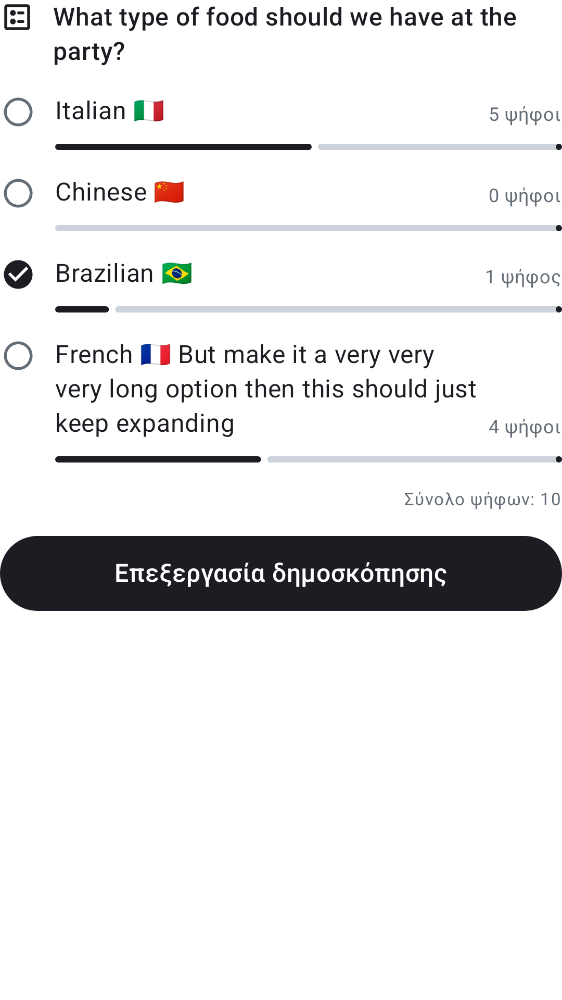 What type of food should we have at the
party?
Italian 🇮🇹
5 ψήφοι
Chinese 🇨🇳
0 ψήφοι
Brazilian 🇧🇷
1 ψήφος
French 🇫🇷 But make it a very very
very long option then this should just
keep expanding
4 ψήφοι
Σύνολο ψήφων: 10
Επεξεργασία δημοσκόπησης